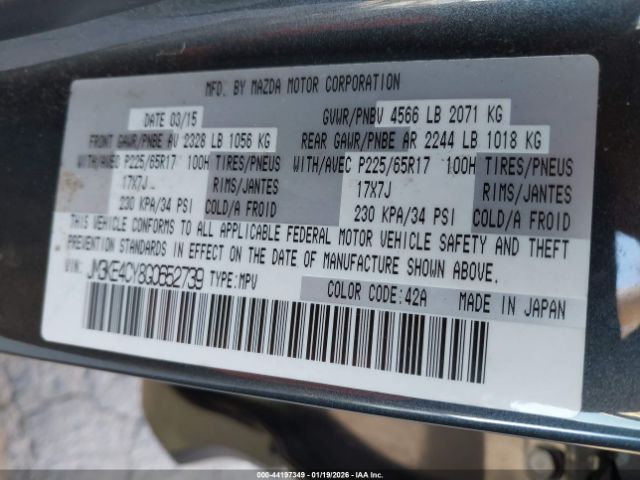 MFD. BY MAZDA MOTOR CORPORATION
DATE 03/15 GVWR/PNBV 4566 LB 2071 KG
FRONT GAWR/PNBE AV 2328 LB 1056 KG REAR GAWR/PNBE AR 2244 LB 1018 KG
WITH/AVEC P225/65R17 100H TIRES/PNEUS WITH/AVEC P225/65R17 100H TIRES/PNEUS
17X7J RIMS/JANTES 17X7J RIMS/JANTES
230 KPA/34 PSI COLD/A FROID 230 KPA/34 PSI COLD/A FROID
THIS VEHICLE CONFORMS TO ALL APPLICABLE FEDERAL MOTOR VEHICLE SAFETY AND THEFT
PREVENTION STANDARDS IN EFFECT ON THE DATE OF MANUFACTURE SHOWN ABOVE.
VIN: JM3KE4CY8G0652739 TYPE:MPV
COLOR CODE:42A MADE IN JAPAN
000-44197349 - 01/19/2026 - IAA Inc.